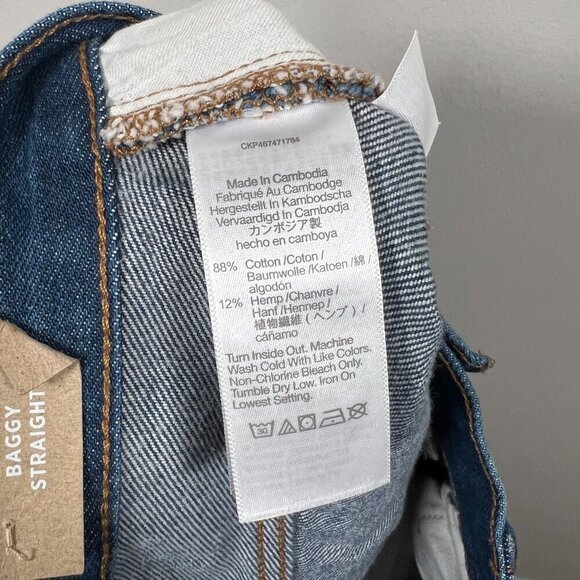 CKP467471784
Made In Cambodia
Fabriqué Au Cambodge
Hergestellt In Kambodscha
Vervaardigd In Cambodja
カンボジア製
hecho en camboya
88% Cotton /Coton /
Baumwolle /Katoen /綿 /
algodón
12% Hemp /Chanvre /
Hanf /Hennep /
植物繊維 ( ヘンプ ) /
cáñamo
Turn Inside Out. Machine
Wash Cold With Like Colors.
Non-Chlorine Bleach Only.
Tumble Dry Low. Iron On
Lowest Setting.
BAGGY
STRAIGHT